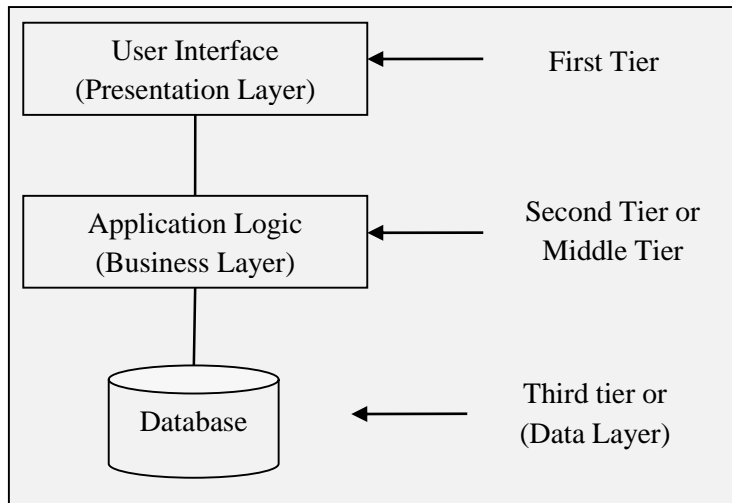 User Interface
(Presentation Layer)
First Tier
Application Logic
(Business Layer)
Second Tier or
Middle Tier
Database
Third tier or
(Data Layer)